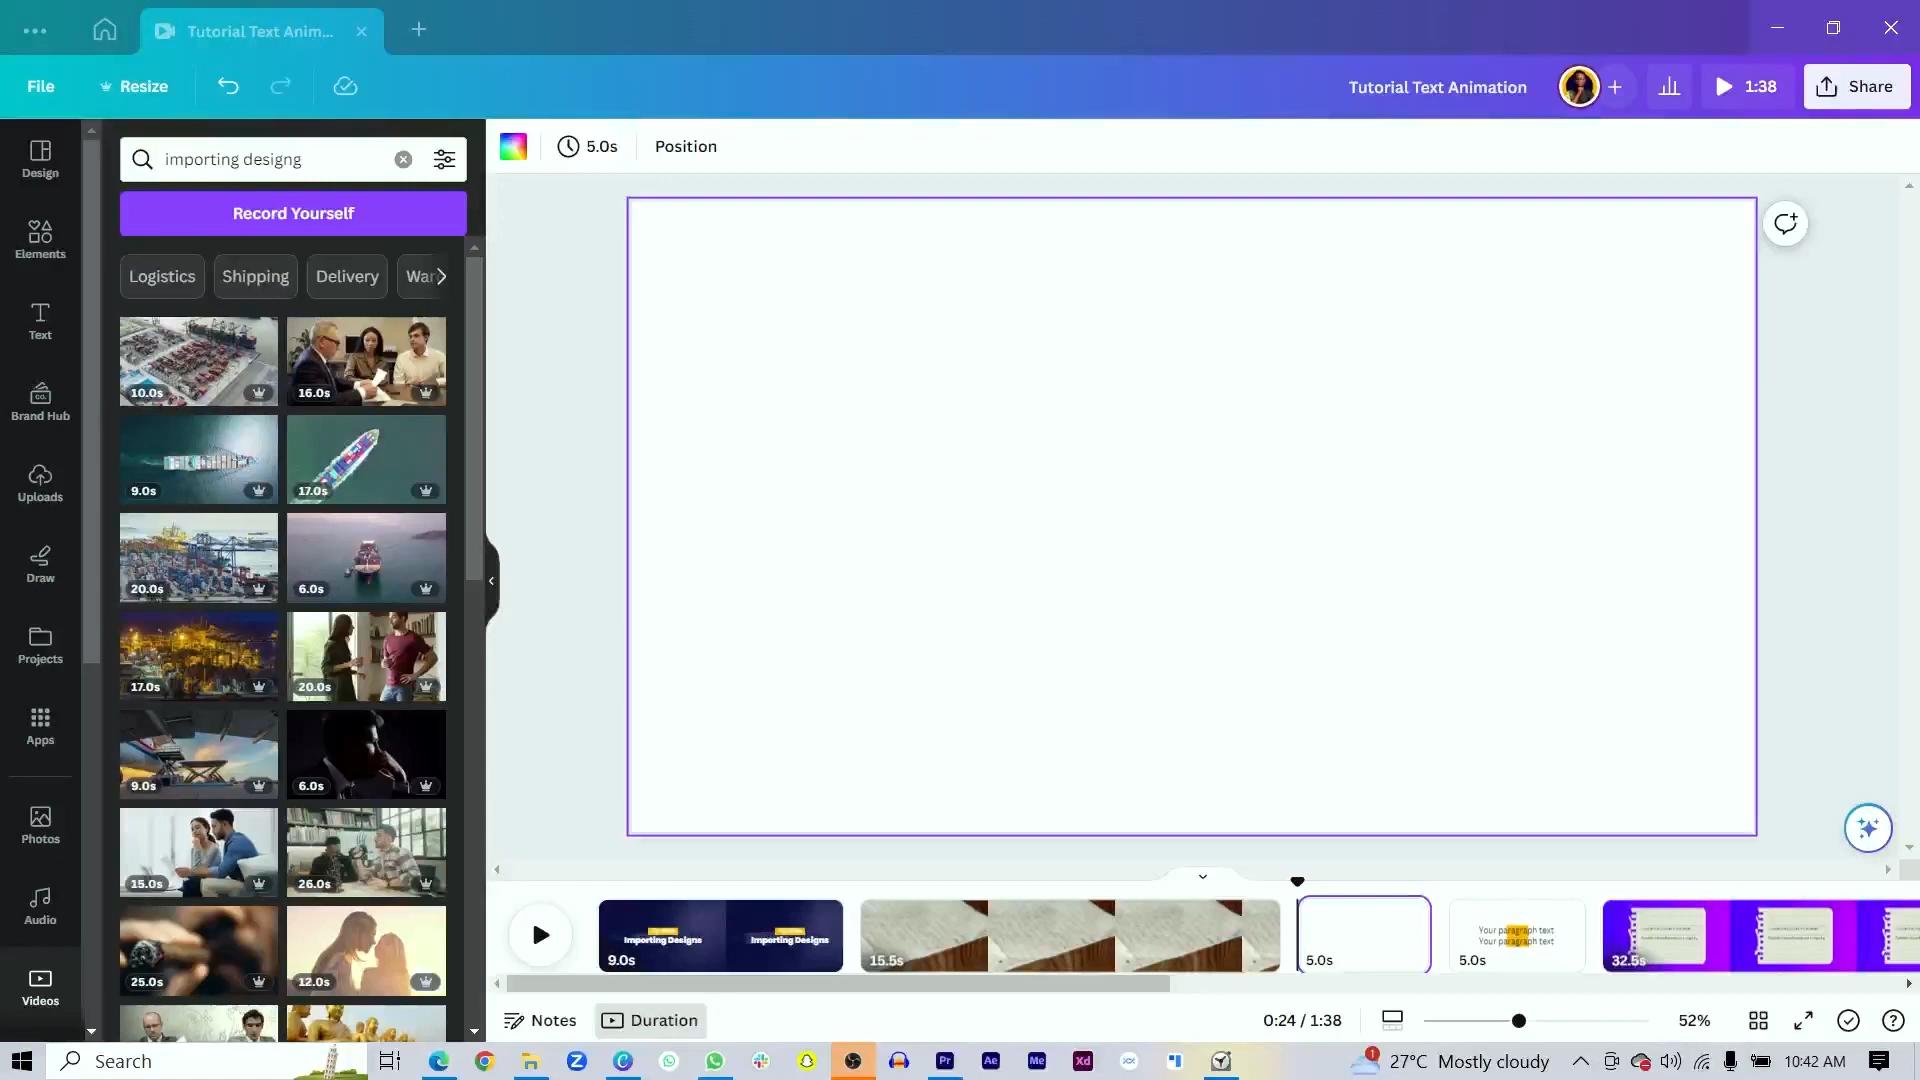 Tutorial Text Anim...
File
Resize
Tutorial Text Animation
1:38
Share
Design
Elements
Text
Brand Hub
Uploads
Draw
Projects
Apps
Photos
Audio
Videos
importing designg
Record Yourself
Logistics
Shipping
Delivery
War
10.0s
16.0s
9.0s
17.0s
20.0s
6.0s
17.0s
20.0s
9.0s
6.0s
15.0s
26.0s
25.0s
12.0s
5.0s
Position
Importing Designs
Importing Designs
9.0s
15.5s
5.0s
Your paragraph text
Your paragraph text
5.0s
32.5s
Notes
Duration
0:24 / 1:38
52%
Search
Pr
Ae
Me
Xd
1
27°C Mostly cloudy
10:42 AM